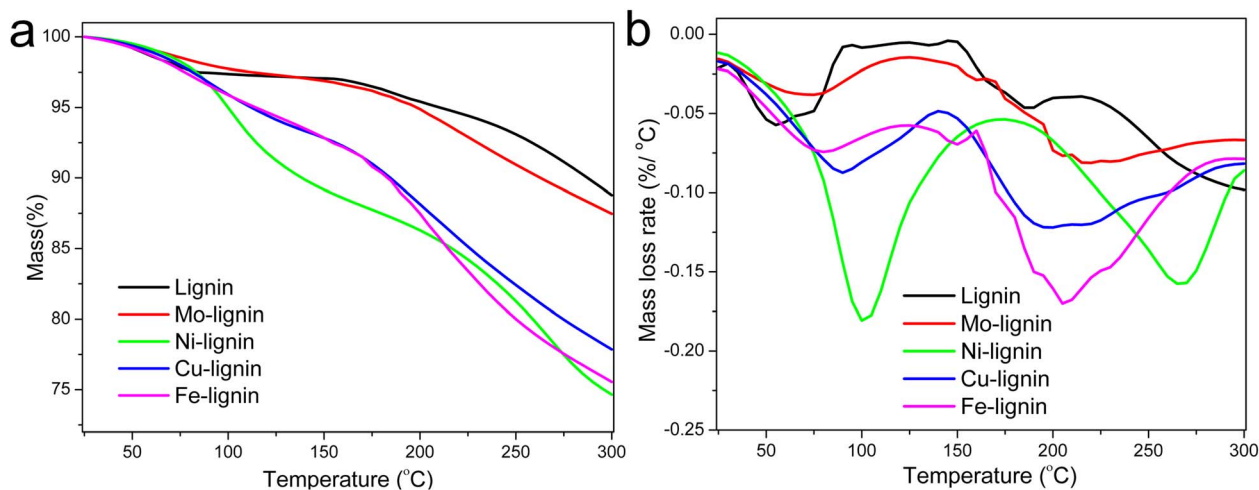 a
100
95
90
85
80
75
Mass(%)
Lignin
Mo-lignin
Ni-lignin
Cu-lignin
Fe-lignin
50
100
150
200
250
300
Temperature (°C)
b
0.00
-0.05
-0.10
-0.15
-0.20
-0.25
Mass loss rate (%/ °C)
Lignin
Mo-lignin
Ni-lignin
Cu-lignin
Fe-lignin
50
100
150
200
250
300
Temperature (°C)